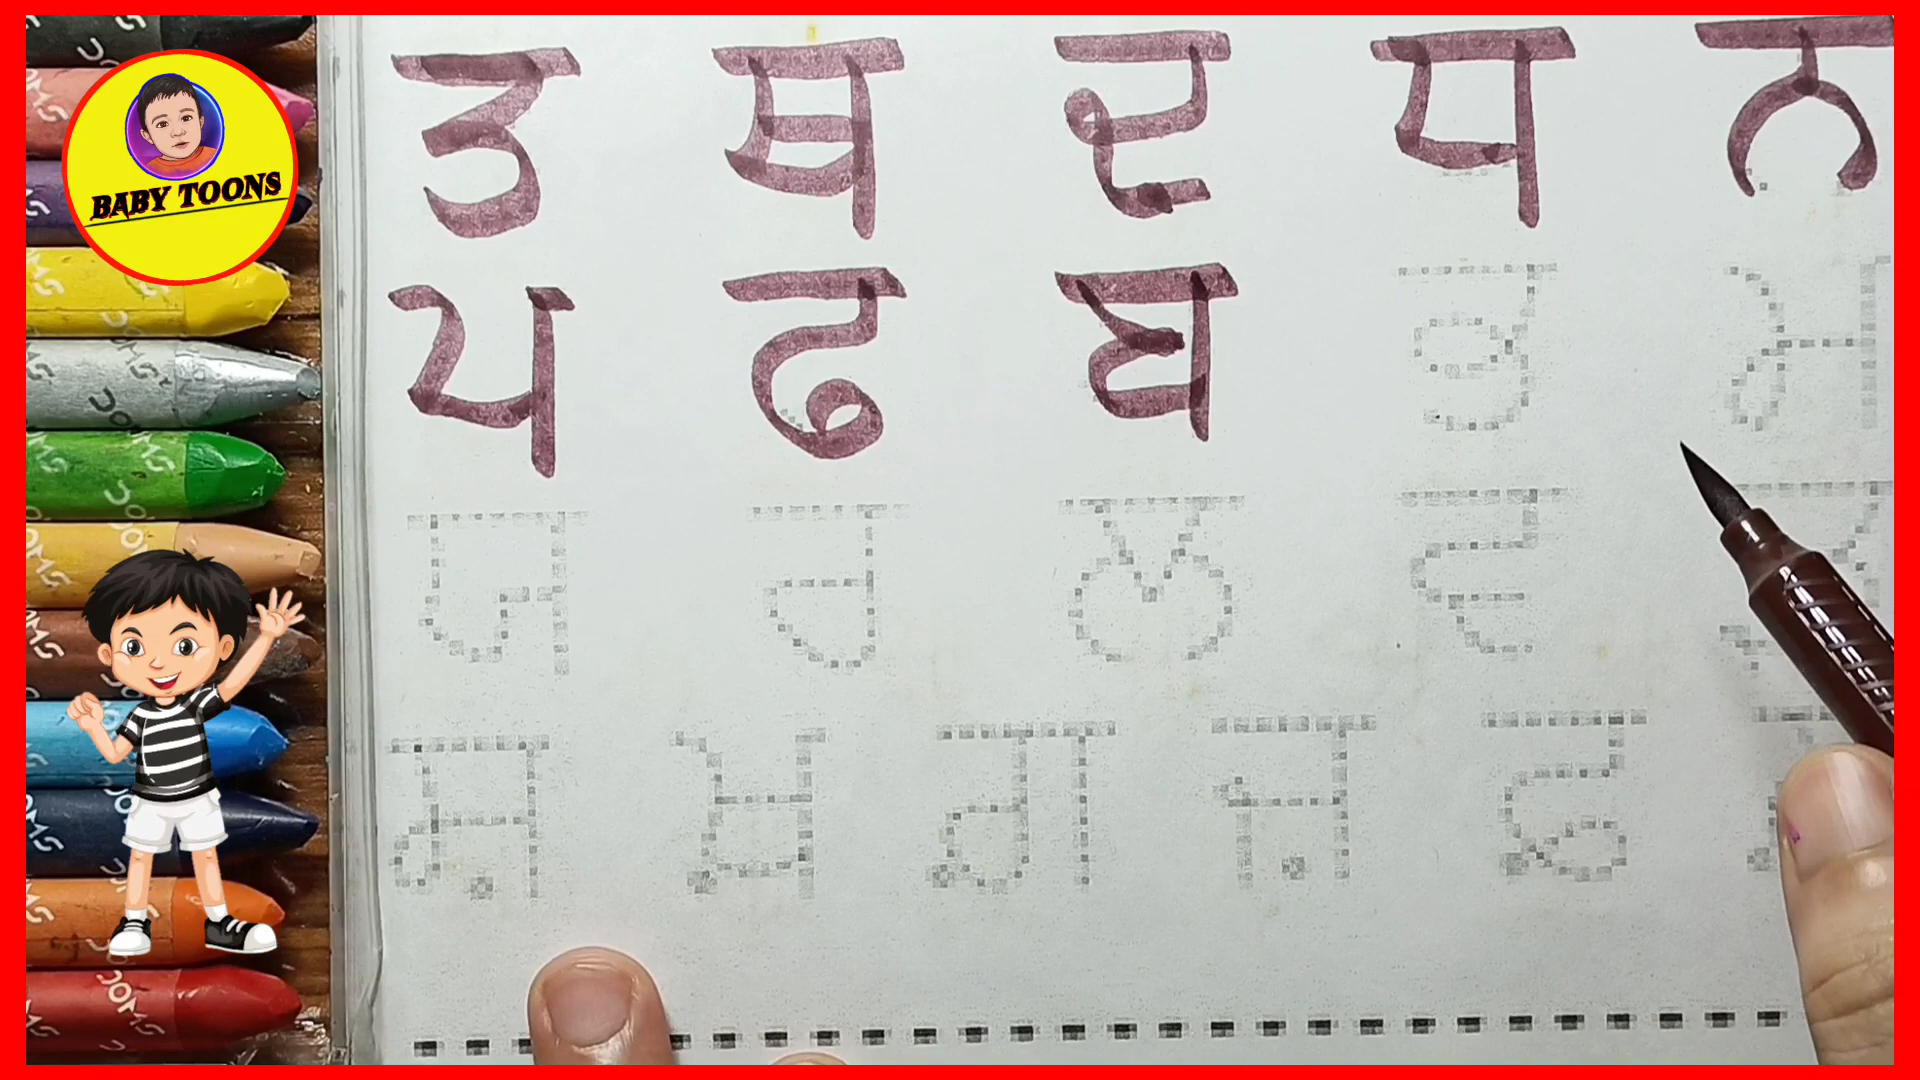 BABY TOONS
ਤ ਥ ਦ ਧ ਨ
ਪ ਫ ਬ ਭ ਮ
ਯ ਰ ਲ ਵ ੜ
ਸ਼ ਖ਼ ਗ਼ ਜ਼ ਫ਼